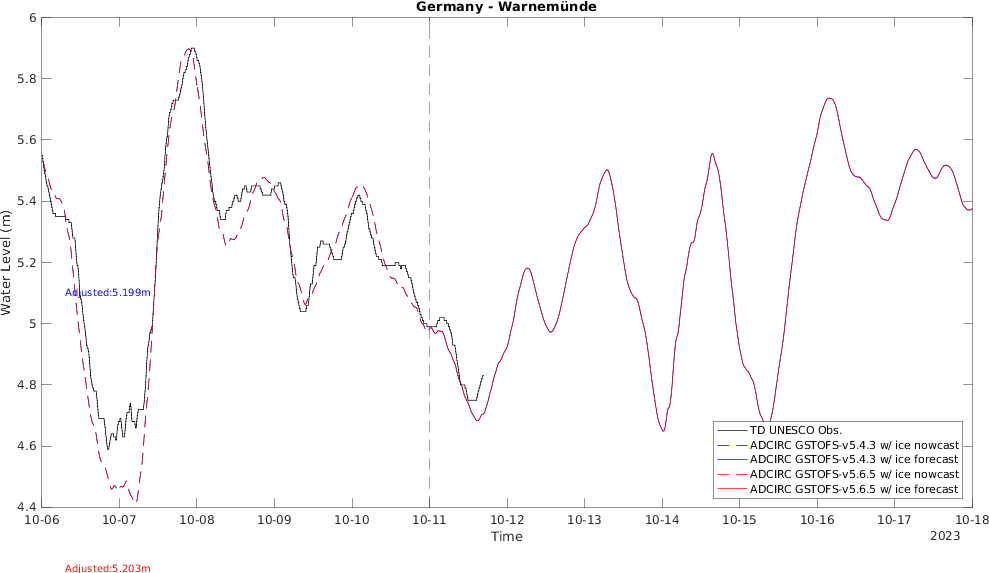 Germany - Warnemünde
6
5.8
5.6
5.4
5.2
5
4.8
4.6
4.4
Water Level (m)
Adjusted:5.199m
TD UNESCO Obs.
ADCIRC GSTOFS-v5.4.3 w/ ice nowcast
ADCIRC GSTOFS-v5.4.3 w/ ice forecast
ADCIRC GSTOFS-v5.6.5 w/ ice nowcast
ADCIRC GSTOFS-v5.6.5 w/ ice forecast
10-06 10-07 10-08 10-09 10-10 10-11 10-12 10-13 10-14 10-15 10-16 10-17 10-18
Time
2023
Adjusted:5.203m